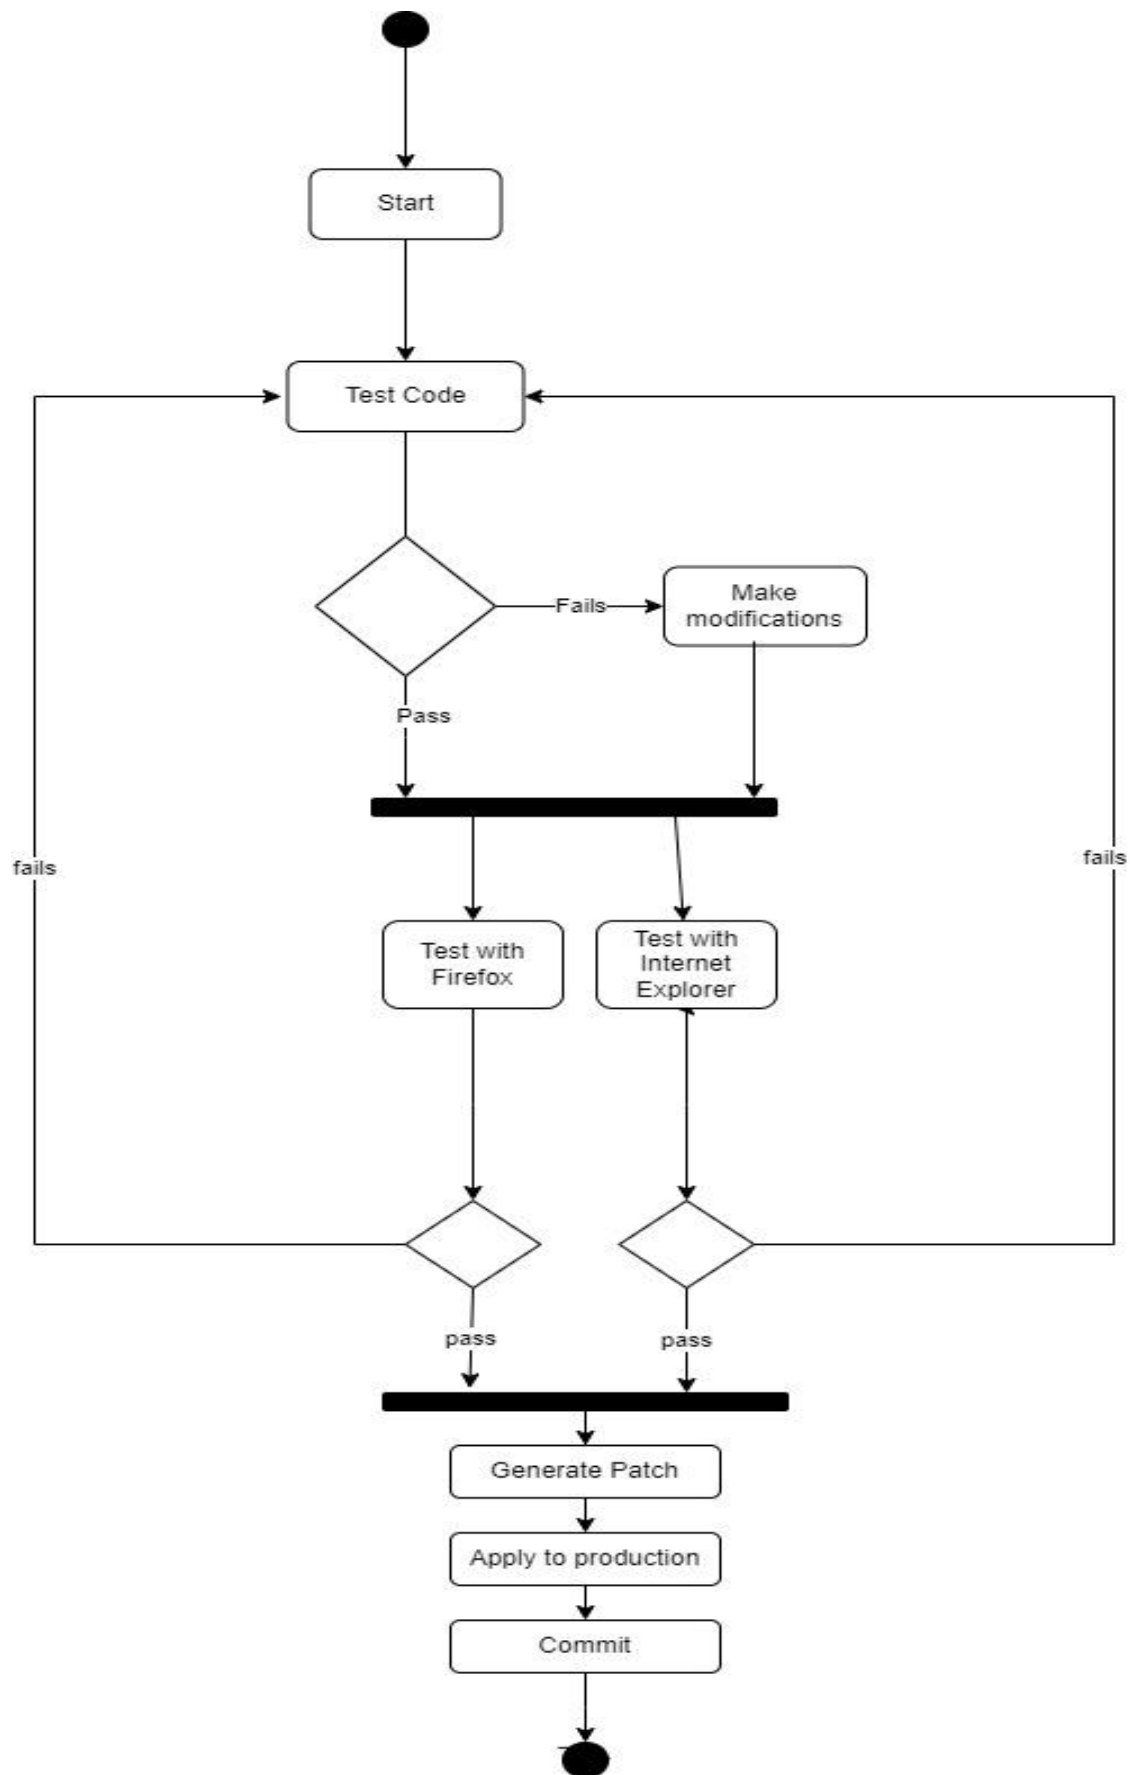 Start
Test Code
Fails
Make
modifications
Pass
fails
fails
Test with
Firefox
Test with
Internet
Explorer
pass
pass
Generate Patch
Apply to production
Commit